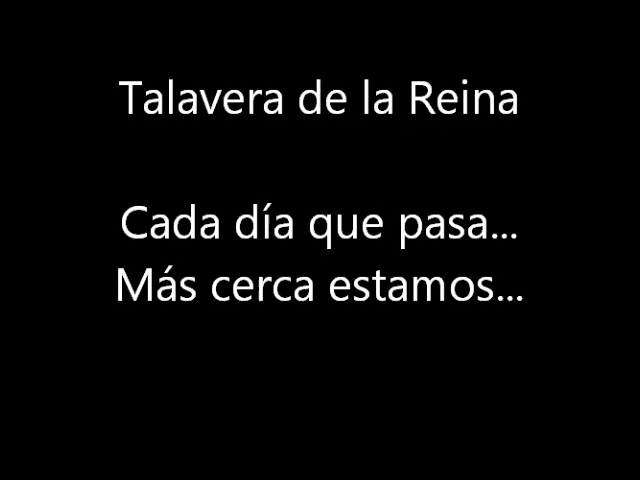 Talavera de la Reina
Cada día que pasa...
Más cerca estamos...